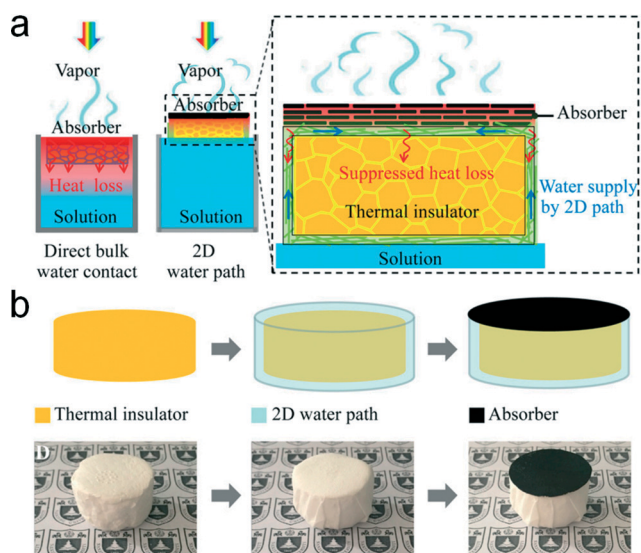 a
Vapor
Absorber
Heat loss
Solution
Direct bulk
water contact
Vapor
Absorber
Solution
2D
water path
Absorber
Suppressed heat loss
Thermal insulator
Water supply
by 2D path
Solution
b
Thermal insulator
2D water path
Absorber
D